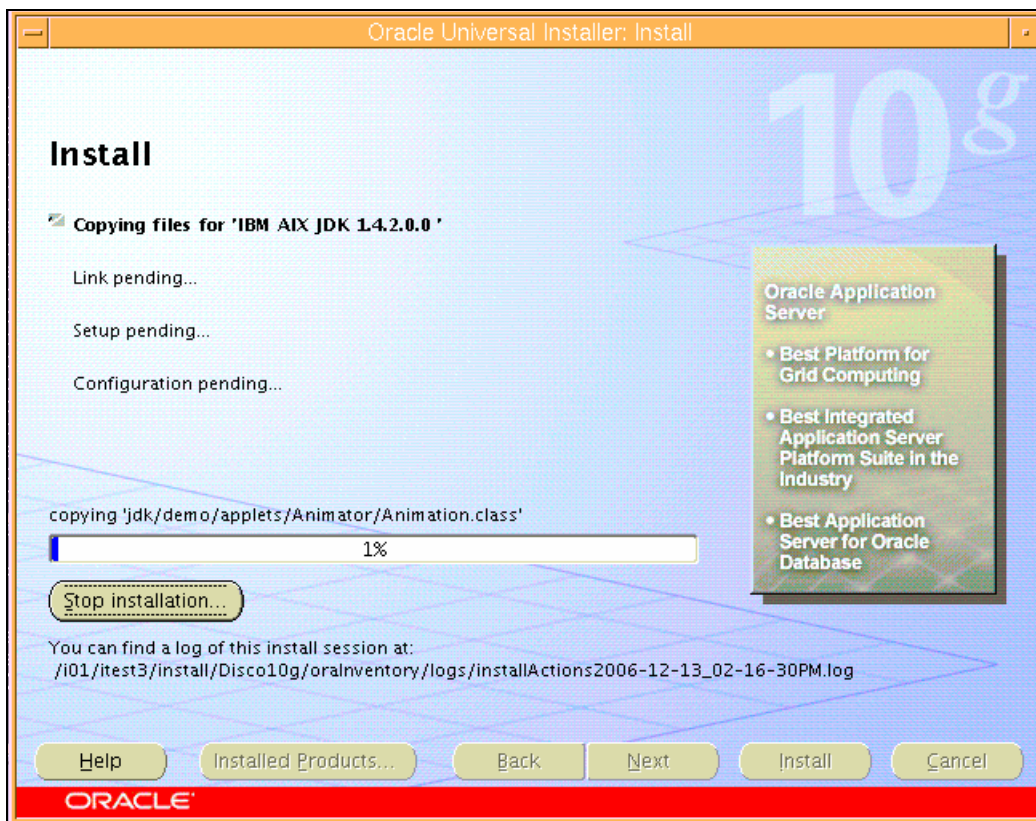 Oracle Universal Installer: Install
10g
Install
Copying files for 'IBM AIX JDK 1.4.2.0.0 '
Link pending...
Setup pending...
Configuration pending...
Oracle Application
Server
• Best Platform for
Grid Computing
• Best Integrated
Application Server
Platform Suite in the
Industry
• Best Application
Server for Oracle
Database
copying 'jdk/demo/applets/Animator/Animation.class'
1%
Stop installation...
You can find a log of this install session at:
/i01/itest3/install/Disco10g/oraInventory/logs/installActions2006-12-13_02-16-30PM.log
Help
Installed Products...
Back
Next
Install
Cancel
ORACLE